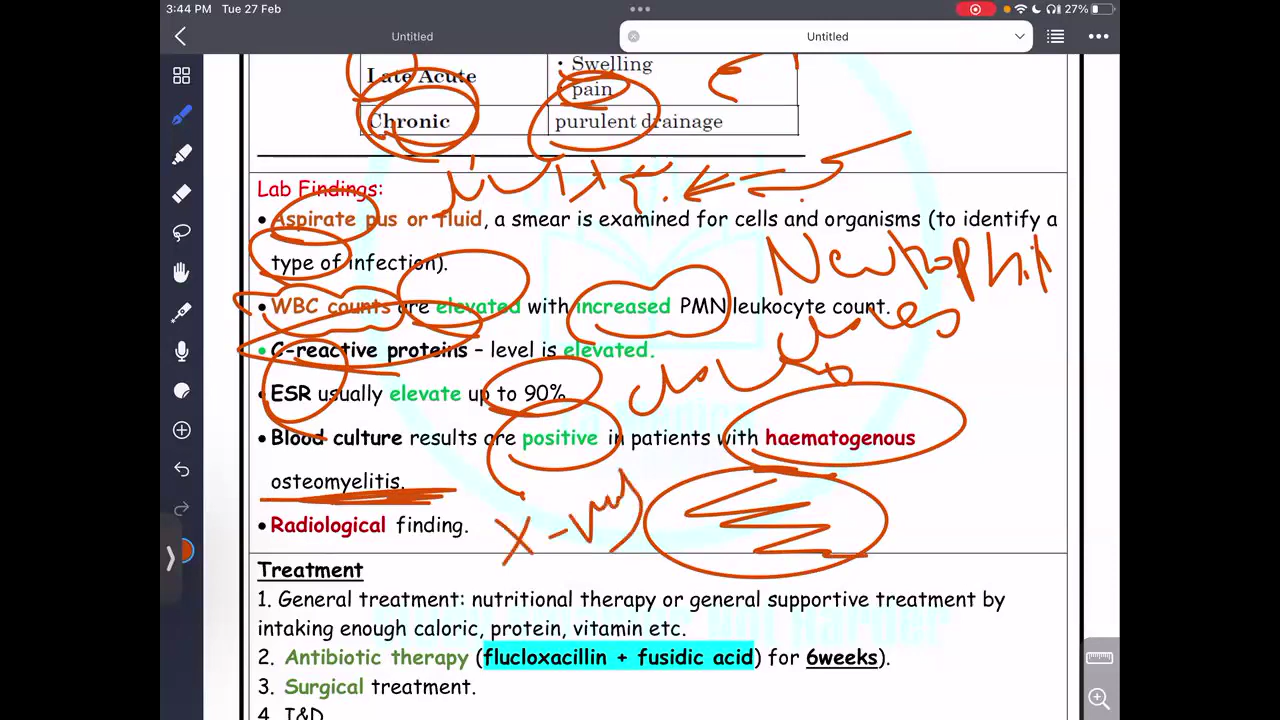 3:44 PM Tue 27 Feb
27%
Untitled
Untitled
Late Acute
• Swelling
pain
Chronic
purulent drainage
Lab Findings:
• Aspirate pus or fluid, a smear is examined for cells and organisms (to identify a
type of infection).
Neutrophil
• WBC counts are elevated with increased PMN leukocyte count.
• C-reactive proteins – level is elevated.
• ESR usually elevate up to 90%
• Blood culture results are positive in patients with haematogenous
osteomyelitis.
• Radiological finding.
X-ray
Treatment
1. General treatment: nutritional therapy or general supportive treatment by
intaking enough caloric, protein, vitamin etc.
2. Antibiotic therapy (flucloxacillin + fusidic acid) for 6weeks).
3. Surgical treatment.
4. I&D